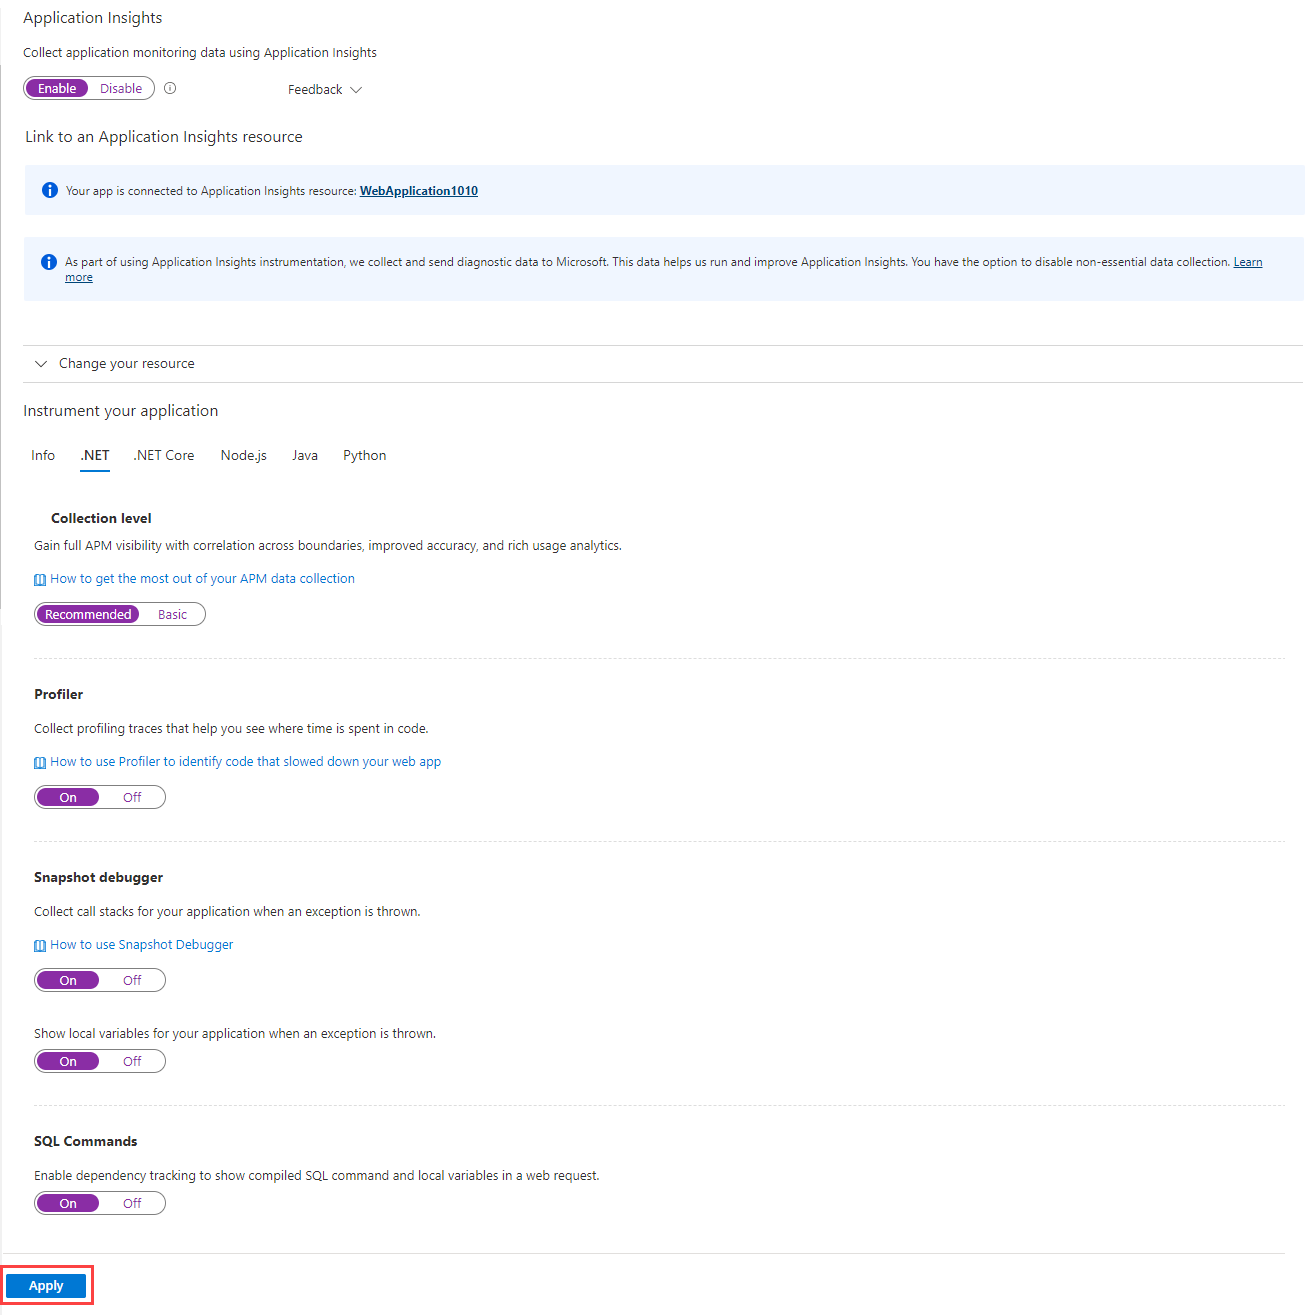 Application Insights
Collect application monitoring data using Application Insights
Enable Disable Feedback
Link to an Application Insights resource
Your app is connected to Application Insights resource: WebApplication1010
As part of using Application Insights instrumentation, we collect and send diagnostic data to Microsoft. This data helps us run and improve Application Insights. You have the option to disable non-essential data collection. Learn
more
Change your resource
Instrument your application
Info .NET .NET Core Node.js Java Python
Collection level
Gain full APM visibility with correlation across boundaries, improved accuracy, and rich usage analytics.
How to get the most out of your APM data collection
Recommended Basic
Profiler
Collect profiling traces that help you see where time is spent in code.
How to use Profiler to identify code that slowed down your web app
On Off
Snapshot debugger
Collect call stacks for your application when an exception is thrown.
How to use Snapshot Debugger
On Off
Show local variables for your application when an exception is thrown.
On Off
SQL Commands
Enable dependency tracking to show compiled SQL command and local variables in a web request.
On Off
Apply